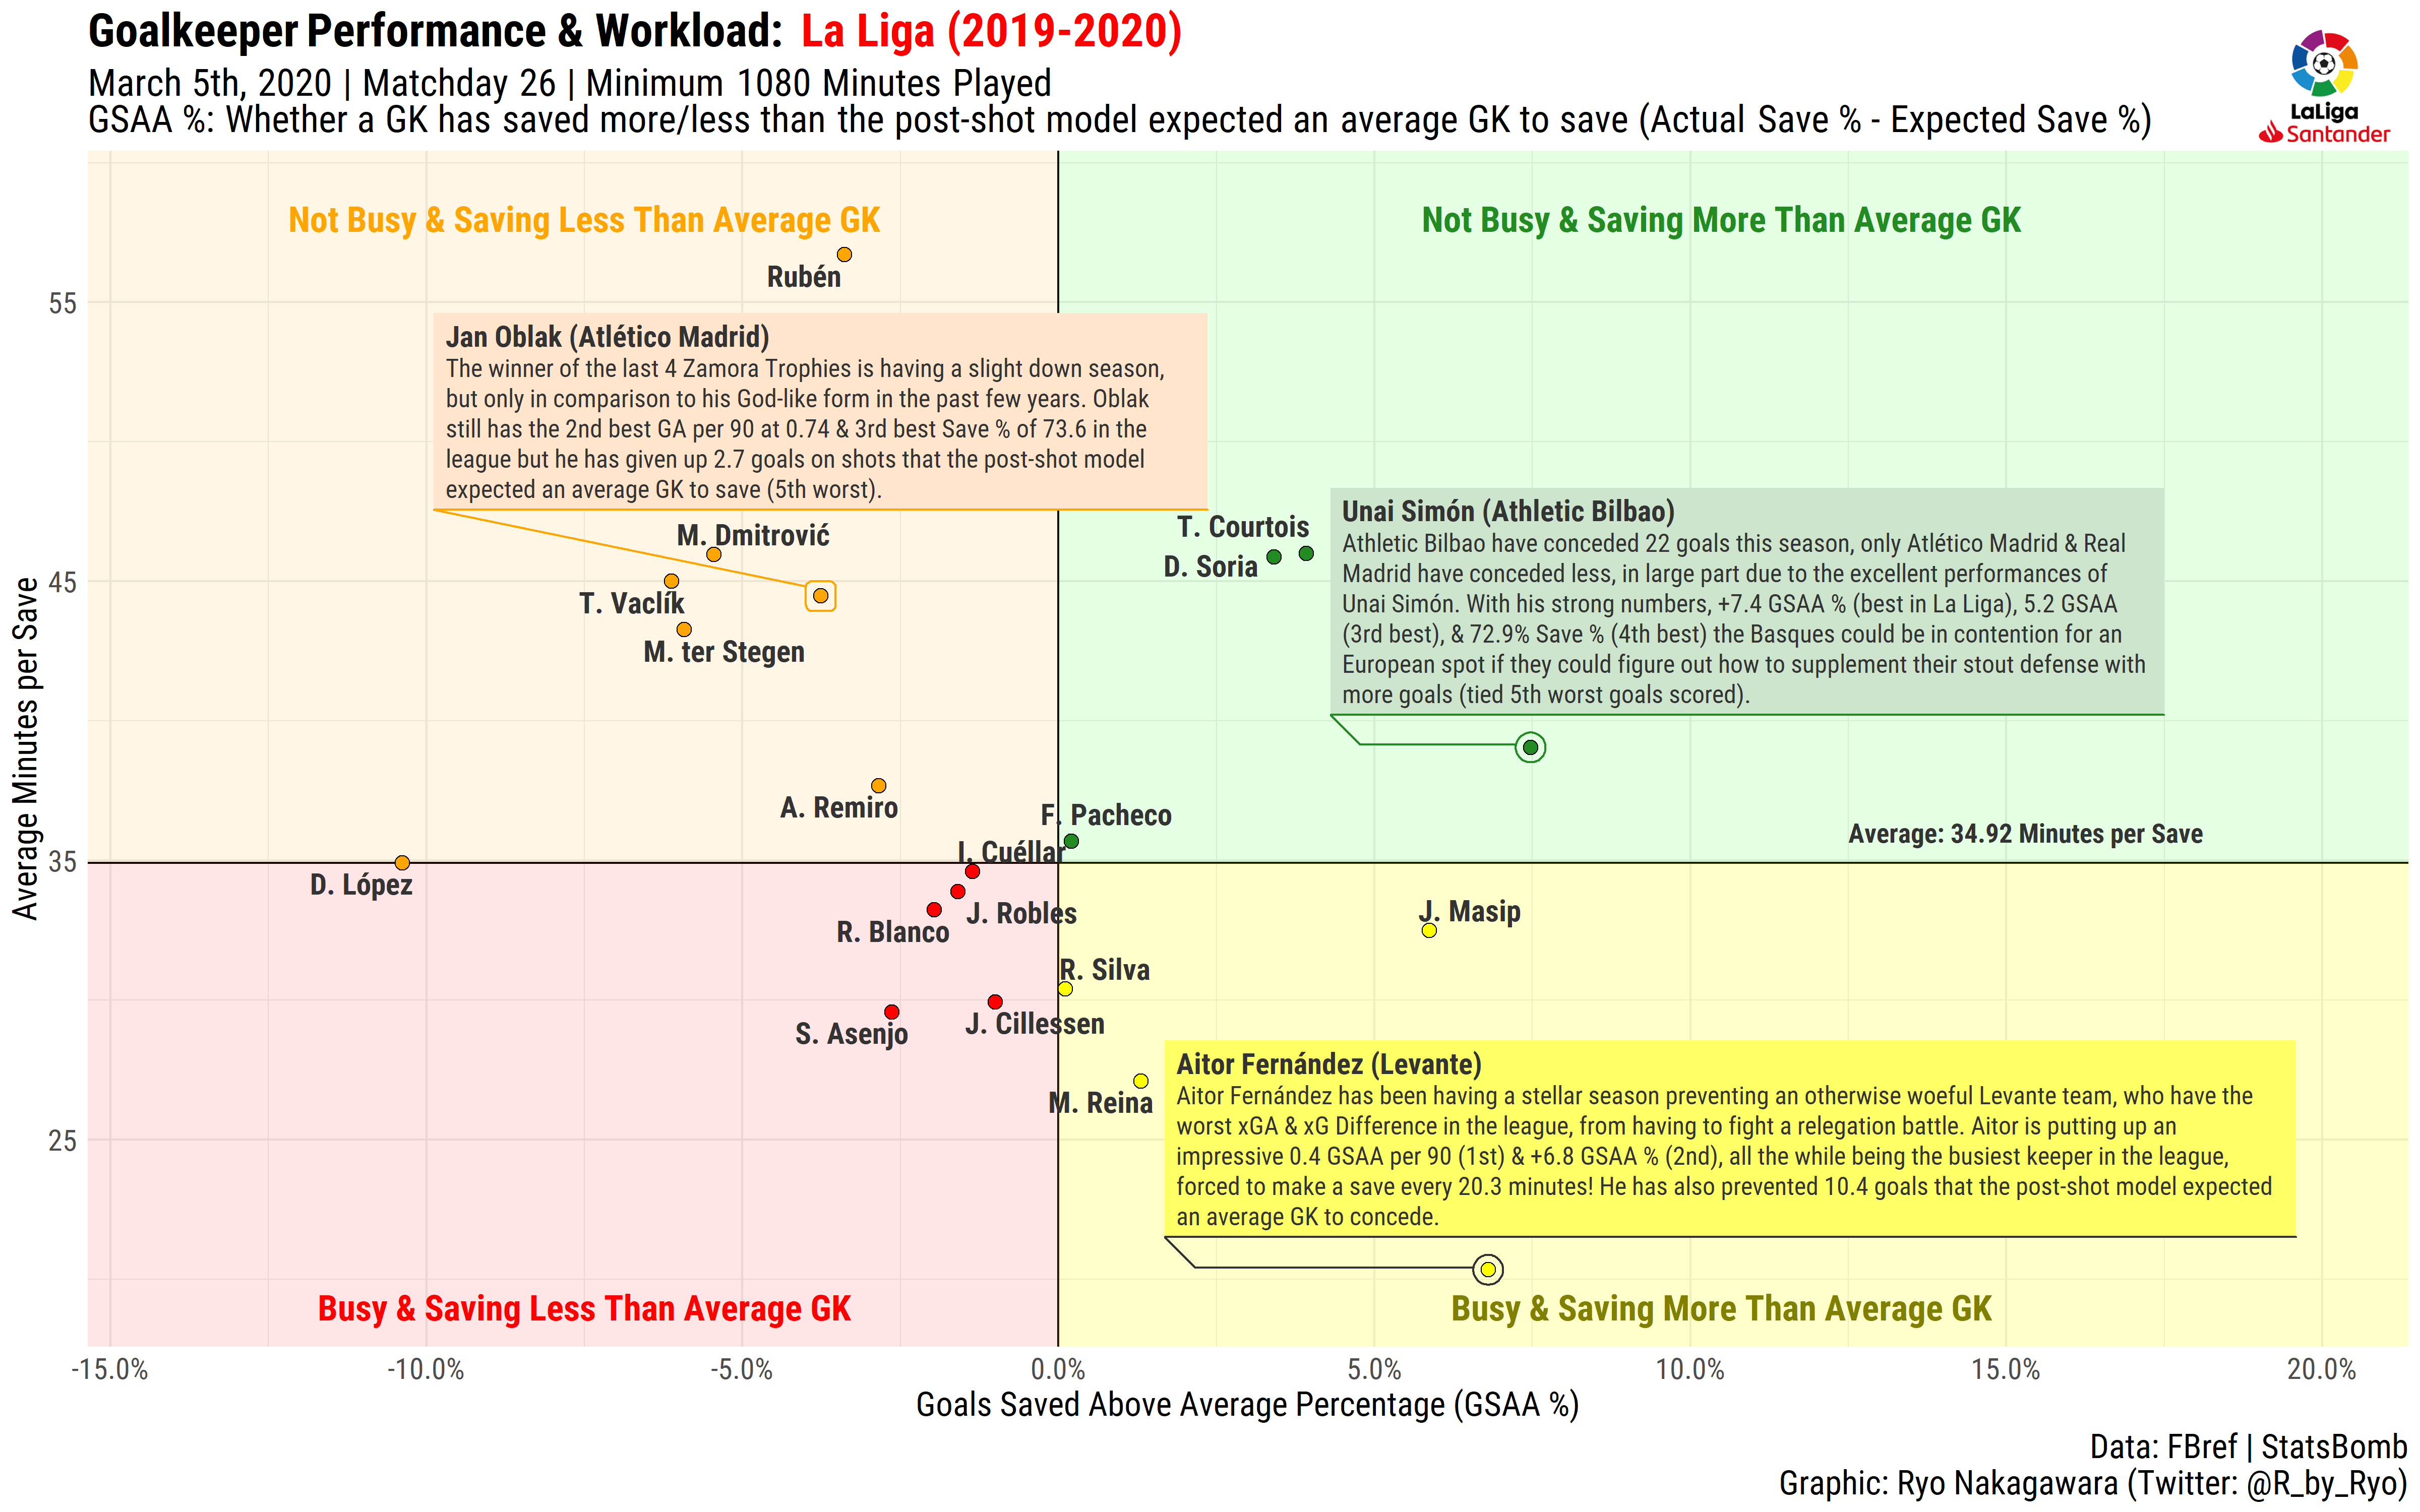 Goalkeeper Performance & Workload: La Liga (2019-2020)
March 5th, 2020 | Matchday 26 | Minimum 1080 Minutes Played
GSAA %: Whether a GK has saved more/less than the post-shot model expected an average GK to save (Actual Save % - Expected Save %)
LaLiga
Santander
Not Busy & Saving Less Than Average GK
Not Busy & Saving More Than Average GK
Rubén
55
Jan Oblak (Atlético Madrid)
The winner of the last 4 Zamora Trophies is having a slight down season,
but only in comparison to his God-like form in the past few years. Oblak
still has the 2nd best GA per 90 at 0.74 & 3rd best Save % of 73.6 in the
league but he has given up 2.7 goals on shots that the post-shot model
expected an average GK to save (5th worst).
Unai Simón (Athletic Bilbao)
Athletic Bilbao have conceded 22 goals this season, only Atlético Madrid & Real
Madrid have conceded less, in large part due to the excellent performances of
Unai Simón. With his strong numbers, +7.4 GSAA % (best in La Liga), 5.2 GSAA
(3rd best), & 72.9% Save % (4th best) the Basques could be in contention for an
European spot if they could figure out how to supplement their stout defense with
more goals (tied 5th worst goals scored).
T. Courtois
M. Dmitrović
D. Soria
45
T. Vaclík
M. ter Stegen
Average Minutes per Save
A. Remiro
F. Pacheco
Average: 34.92 Minutes per Save
I. Cuéllar
35
D. López
J. Robles
J. Masip
R. Blanco
R. Silva
J. Cillessen
S. Asenjo
M. Reina
Aitor Fernández (Levante)
Aitor Fernández has been having a stellar season preventing an otherwise woeful Levante team, who have the
worst xGA & xG Difference in the league, from having to fight a relegation battle. Aitor is putting up an
impressive 0.4 GSAA per 90 (1st) & +6.8 GSAA % (2nd), all the while being the busiest keeper in the league,
forced to make a save every 20.3 minutes! He has also prevented 10.4 goals that the post-shot model expected
an average GK to concede.
25
Busy & Saving Less Than Average GK
Busy & Saving More Than Average GK
-15.0% -10.0% -5.0% 0.0% 5.0% 10.0% 15.0% 20.0%
Goals Saved Above Average Percentage (GSAA %)
Data: FBref | StatsBomb
Graphic: Ryo Nakagawara (Twitter: @R_by_Ryo)